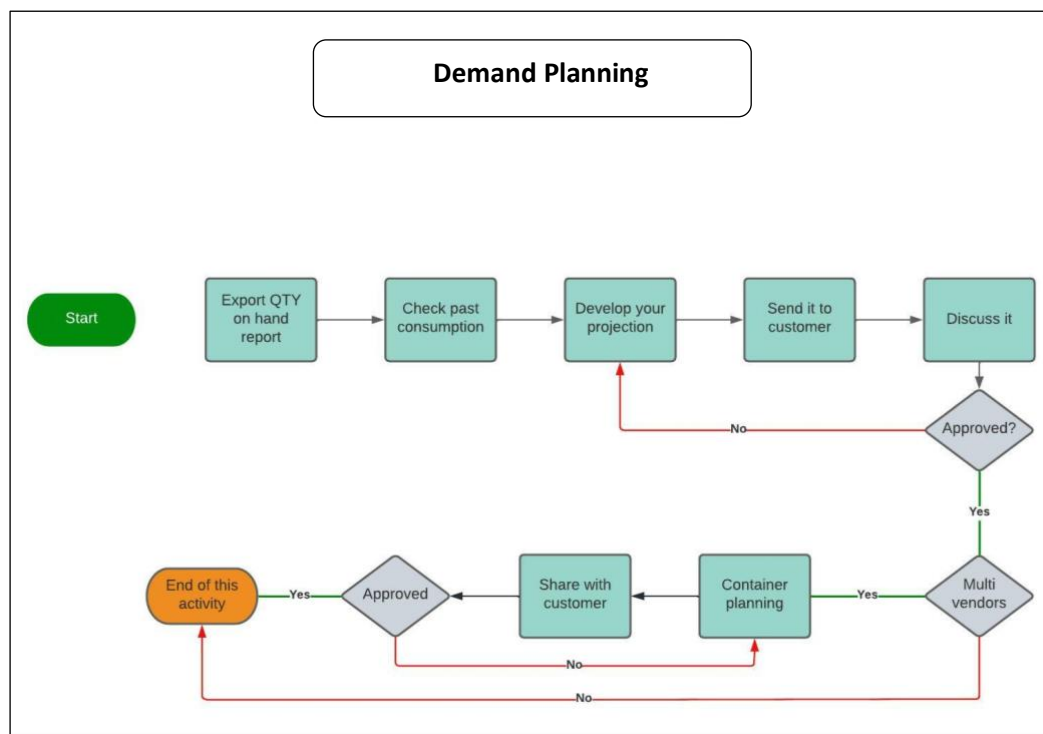 Demand Planning
Start
Export QTY
on hand
report
Check past
consumption
Develop your
projection
Send it to
customer
Discuss it
Approved?
No
Yes
End of this
activity
Yes
Approved
Share with
customer
Container
planning
Yes
Multi
vendors
No
No